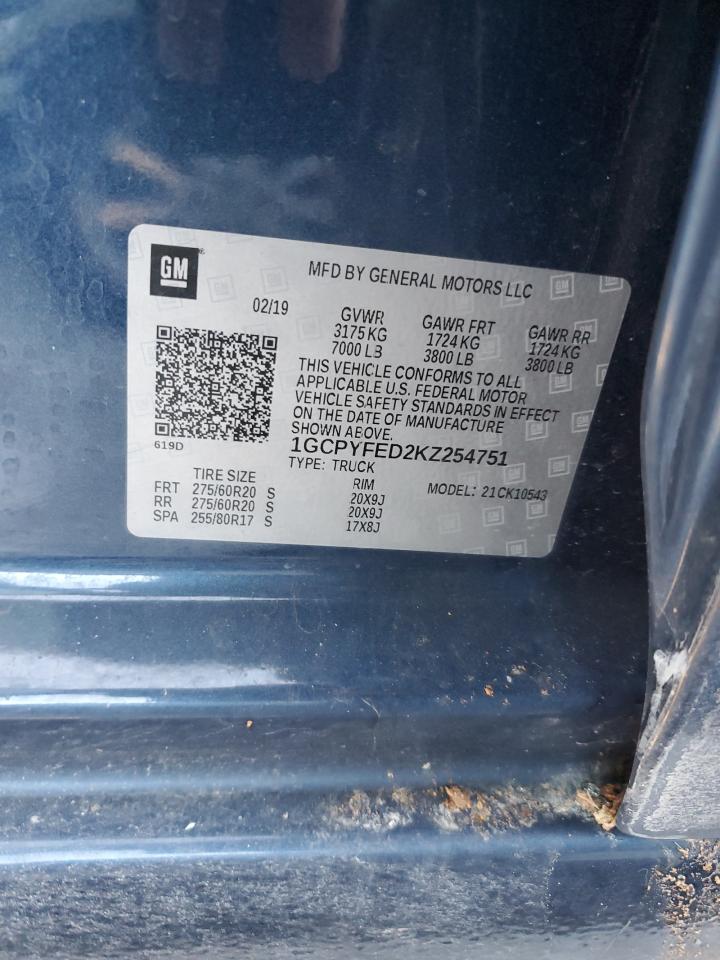 GM®
MFD BY GENERAL MOTORS LLC
02/19
GVWR GAWR FRT GAWR RR
3175 KG 1724 KG 1724 KG
7000 LB 3800 LB 3800 LB
THIS VEHICLE CONFORMS TO ALL
APPLICABLE U.S. FEDERAL MOTOR
VEHICLE SAFETY STANDARDS IN EFFECT
ON THE DATE OF MANUFACTURE
SHOWN ABOVE.
619D
1GCPYFED2KZ254751
TYPE: TRUCK
MODEL: 21CK10543
TIRE SIZE RIM
FRT 275/60R20 S 20X9J
RR 275/60R20 S 20X9J
SPA 255/80R17 S 17X8J